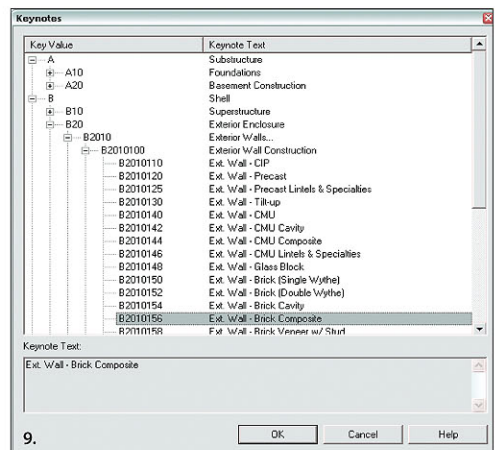 Keynotes
Key Value Keynote Text
A Substructure
A10 Foundations
A20 Basement Construction
B Shell
B10 Superstructure
B20 Exterior Enclosure
B2010 Exterior Walls...
B2010100 Exterior Wall Construction
B2010110 Ext. Wall - CIP
B2010120 Ext. Wall - Precast
B2010125 Ext. Wall - Precast Lintels & Specialties
B2010130 Ext. Wall - Tilt-up
B2010140 Ext. Wall - CMU
B2010142 Ext. Wall - CMU Cavity
B2010144 Ext. Wall - CMU Composite
B2010146 Ext. Wall - CMU Lintels & Specialties
B2010148 Ext. Wall - Glass Block
B2010150 Ext. Wall - Brick (Single Wythe)
B2010152 Ext. Wall - Brick (Double Wythe)
B2010154 Ext. Wall - Brick Cavity
B2010156 Ext. Wall - Brick Composite
B2010158 Ext. Wall - Brick Veneer w/ Stud
Keynote Text:
Ext. Wall - Brick Composite
9. OK Cancel Help